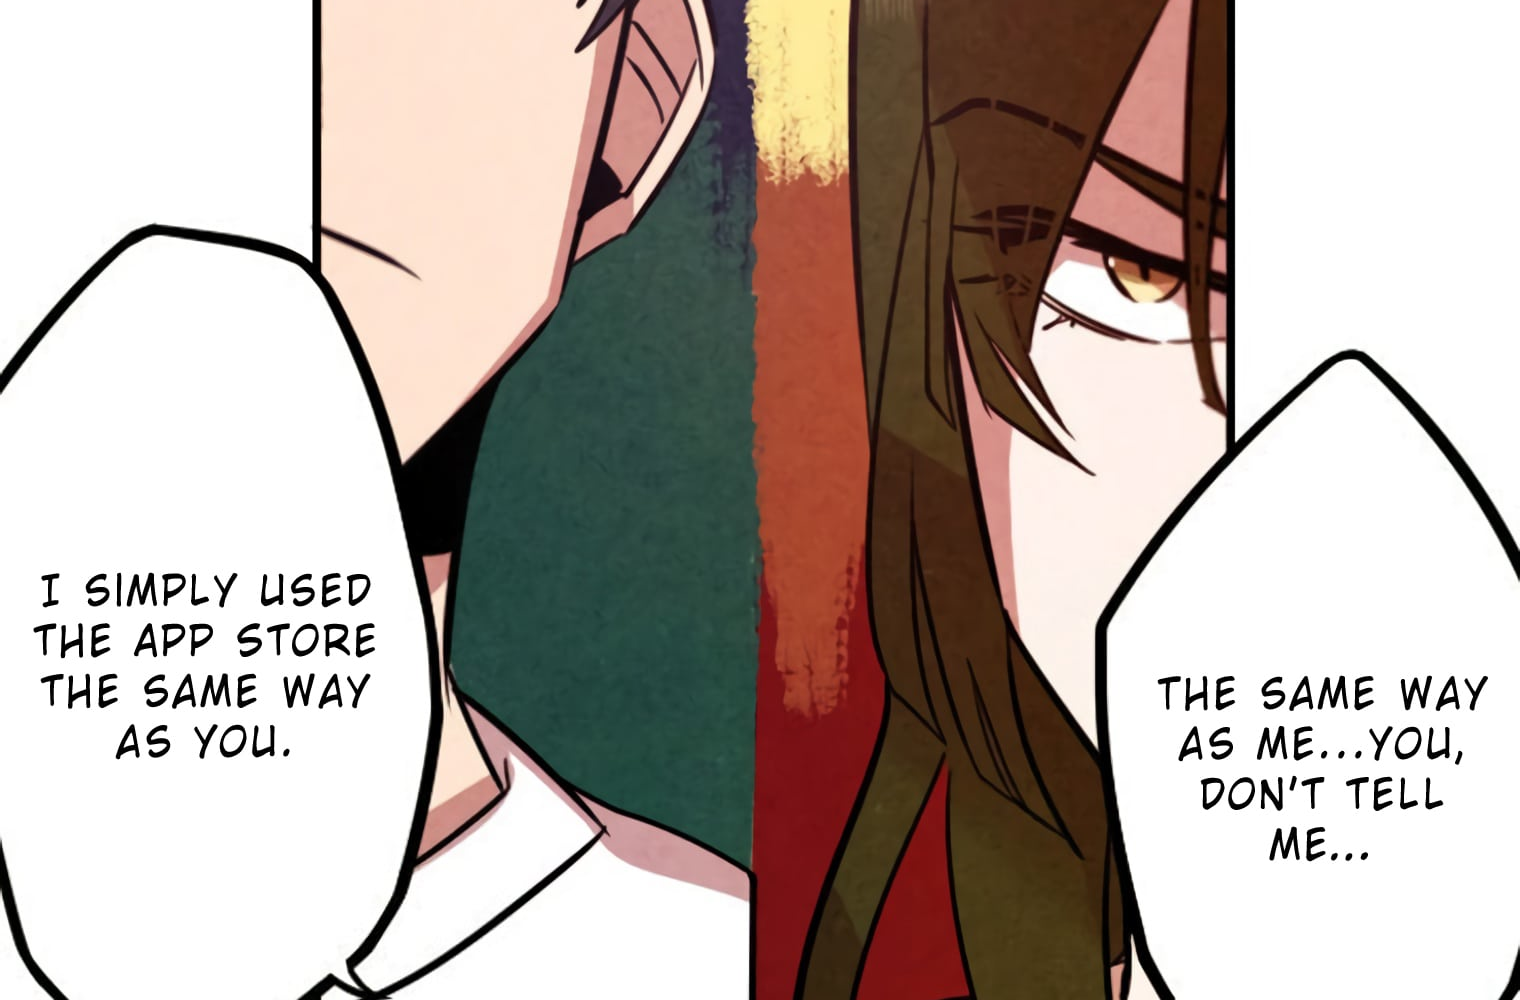 I SIMPLY USED
THE APP STORE
THE SAME WAY
AS YOU.
THE SAME WAY
AS ME...YOU,
DON'T TELL
ME...